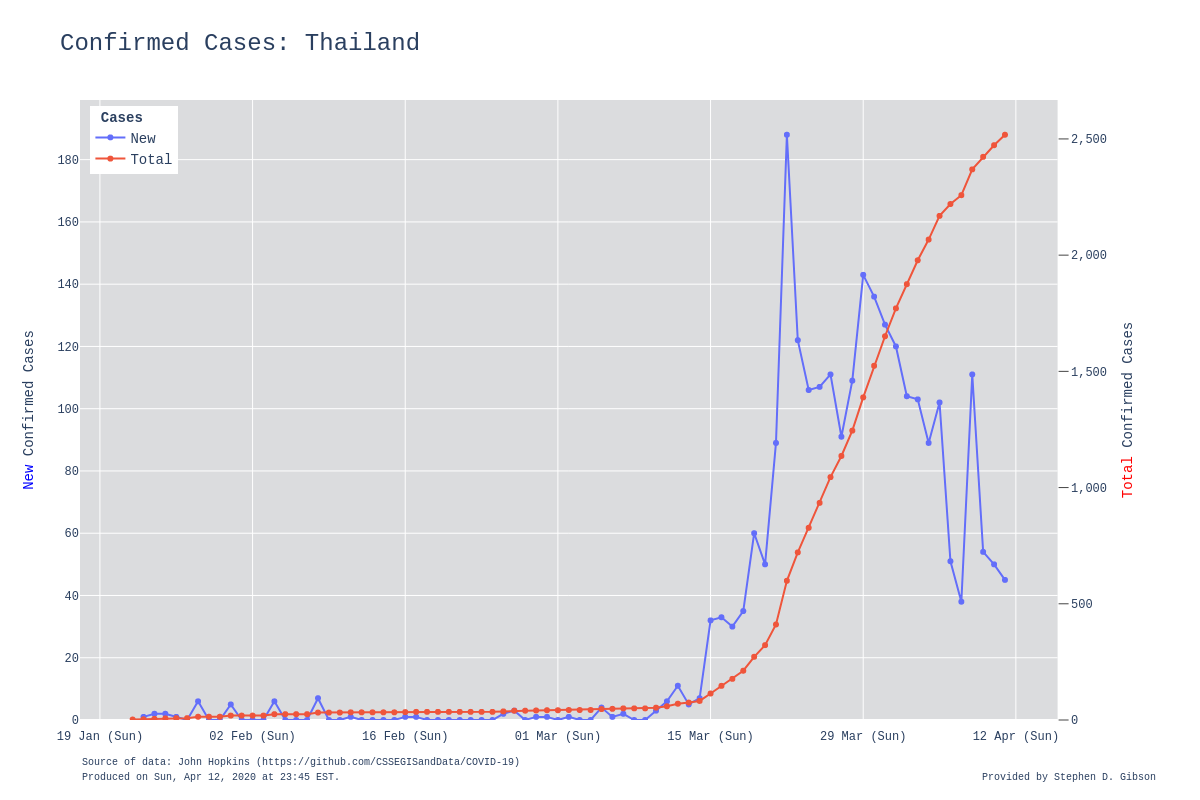 Confirmed Cases: Thailand
Cases
New
Total
180
160
140
120
100
80
60
40
20
0
2,500
2,000
1,500
1,000
500
0
New Confirmed Cases
Total Confirmed Cases
19 Jan (Sun)
02 Feb (Sun)
16 Feb (Sun)
01 Mar (Sun)
15 Mar (Sun)
29 Mar (Sun)
12 Apr (Sun)
Source of data: John Hopkins (https://github.com/CSSEGISandData/COVID-19)
Produced on Sun, Apr 12, 2020 at 23:45 EST.
Provided by Stephen D. Gibson